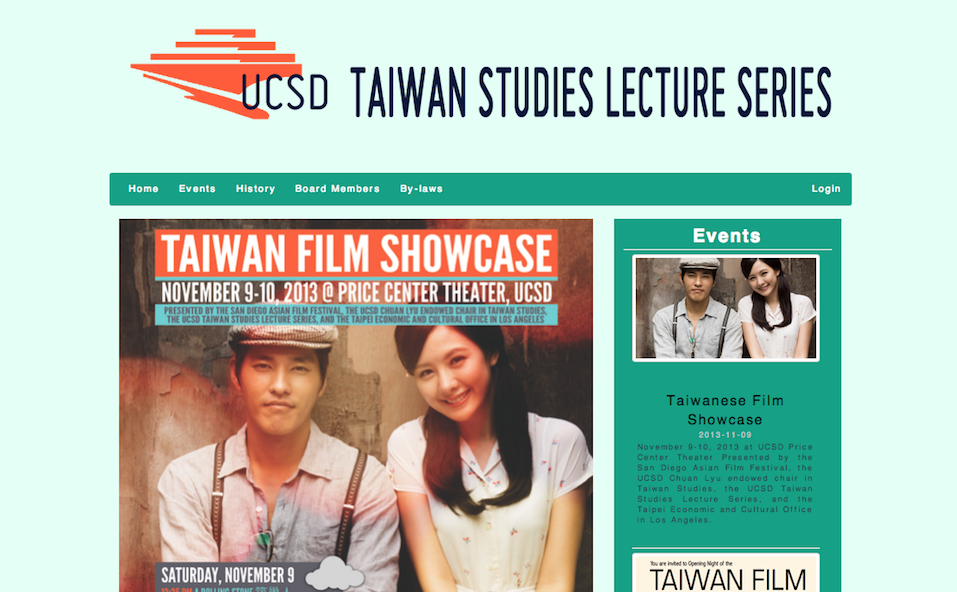 UCSD TAIWAN STUDIES LECTURE SERIES
Home Events History Board Members By-laws Login
TAIWAN FILM SHOWCASE
NOVEMBER 9-10, 2013 @ PRICE CENTER THEATER, UCSD
PRESENTED BY THE SAN DIEGO ASIAN FILM FESTIVAL, THE UCSD CHUAN LYU ENDOWED CHAIR IN TAIWAN STUDIES,
THE UCSD TAIWAN STUDIES LECTURE SERIES, AND THE TAIPEI ECONOMIC AND CULTURAL OFFICE IN LOS ANGELES
SATURDAY, NOVEMBER 9
Events
Taiwanese Film
Showcase
2013-11-09
November 9-10, 2013 at UCSD Price
Center Theater Presented by the
San Diego Asian Film Festival, the
UCSD Chuan Lyu endowed chair in
Taiwan Studies, the UCSD Taiwan
Studies Lecture Series, and the
Taipei Economic and Cultural Office
in Los Angeles.
You are invited to Opening Night of the
TAIWAN FILM